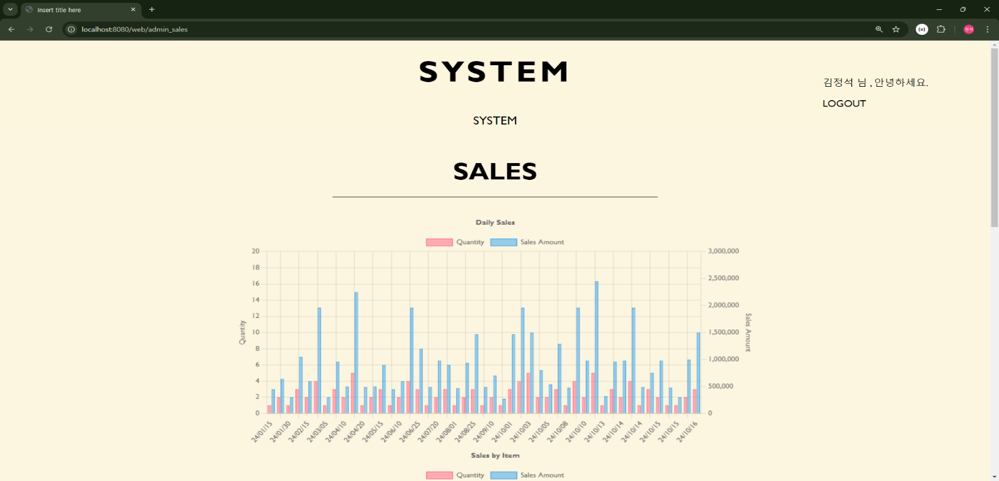 Insert title here
localhost:8080/web/admin_sales
정석
SYSTEM
김정석 님 , 안녕하세요.
LOGOUT
SYSTEM
SALES
Daily Sales
Quantity Sales Amount
20
18
16
14
12
10
8
6
4
2
0
Quantity
3,000,000
2,500,000
2,000,000
1,500,000
1,000,000
500,000
0
Sales Amount
24/01/15 24/01/30 24/02/15 24/03/05 24/04/10 24/04/20 24/05/15 24/06/10 24/06/25 24/07/20 24/08/01 24/08/25 24/09/10 24/10/01 24/10/03 24/10/05 24/10/08 24/10/10 24/10/13 24/10/14 24/10/14 24/10/15 24/10/15 24/10/16
Sales by Item
Quantity Sales Amount